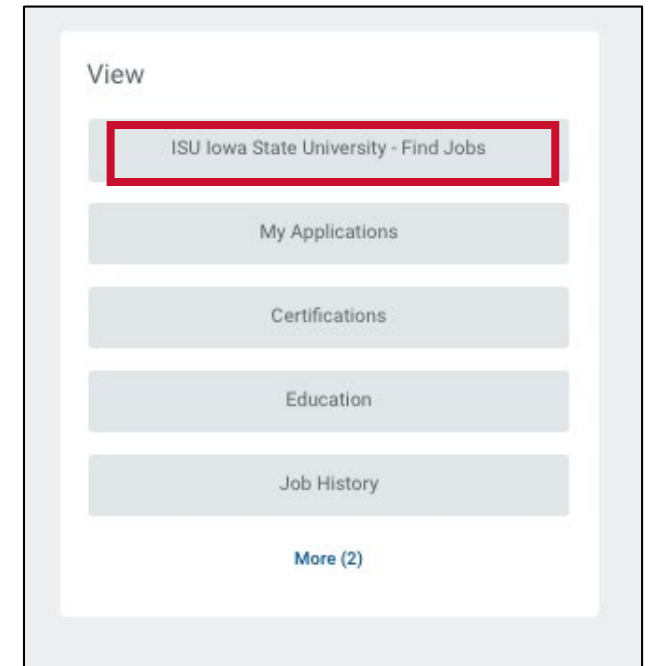 View
ISU Iowa State University - Find Jobs
My Applications
Certifications
Education
Job History
More (2)